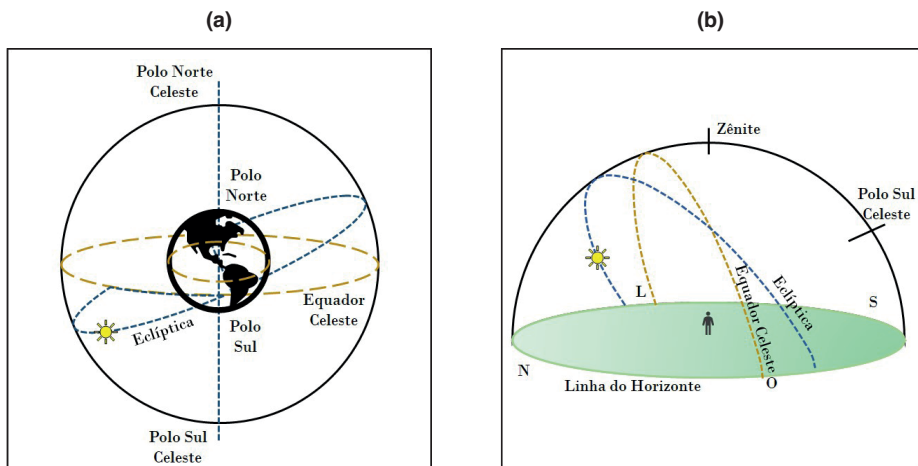 (a)
Polo Norte
Celeste
Polo
Norte
Equador
Celeste
Eclíptica
Polo
Sul
Polo Sul
Celeste
(b)
Zênite
Polo Sul
Celeste
L
S
Eclíptica
Equador Celeste
N
Linha do Horizonte
O